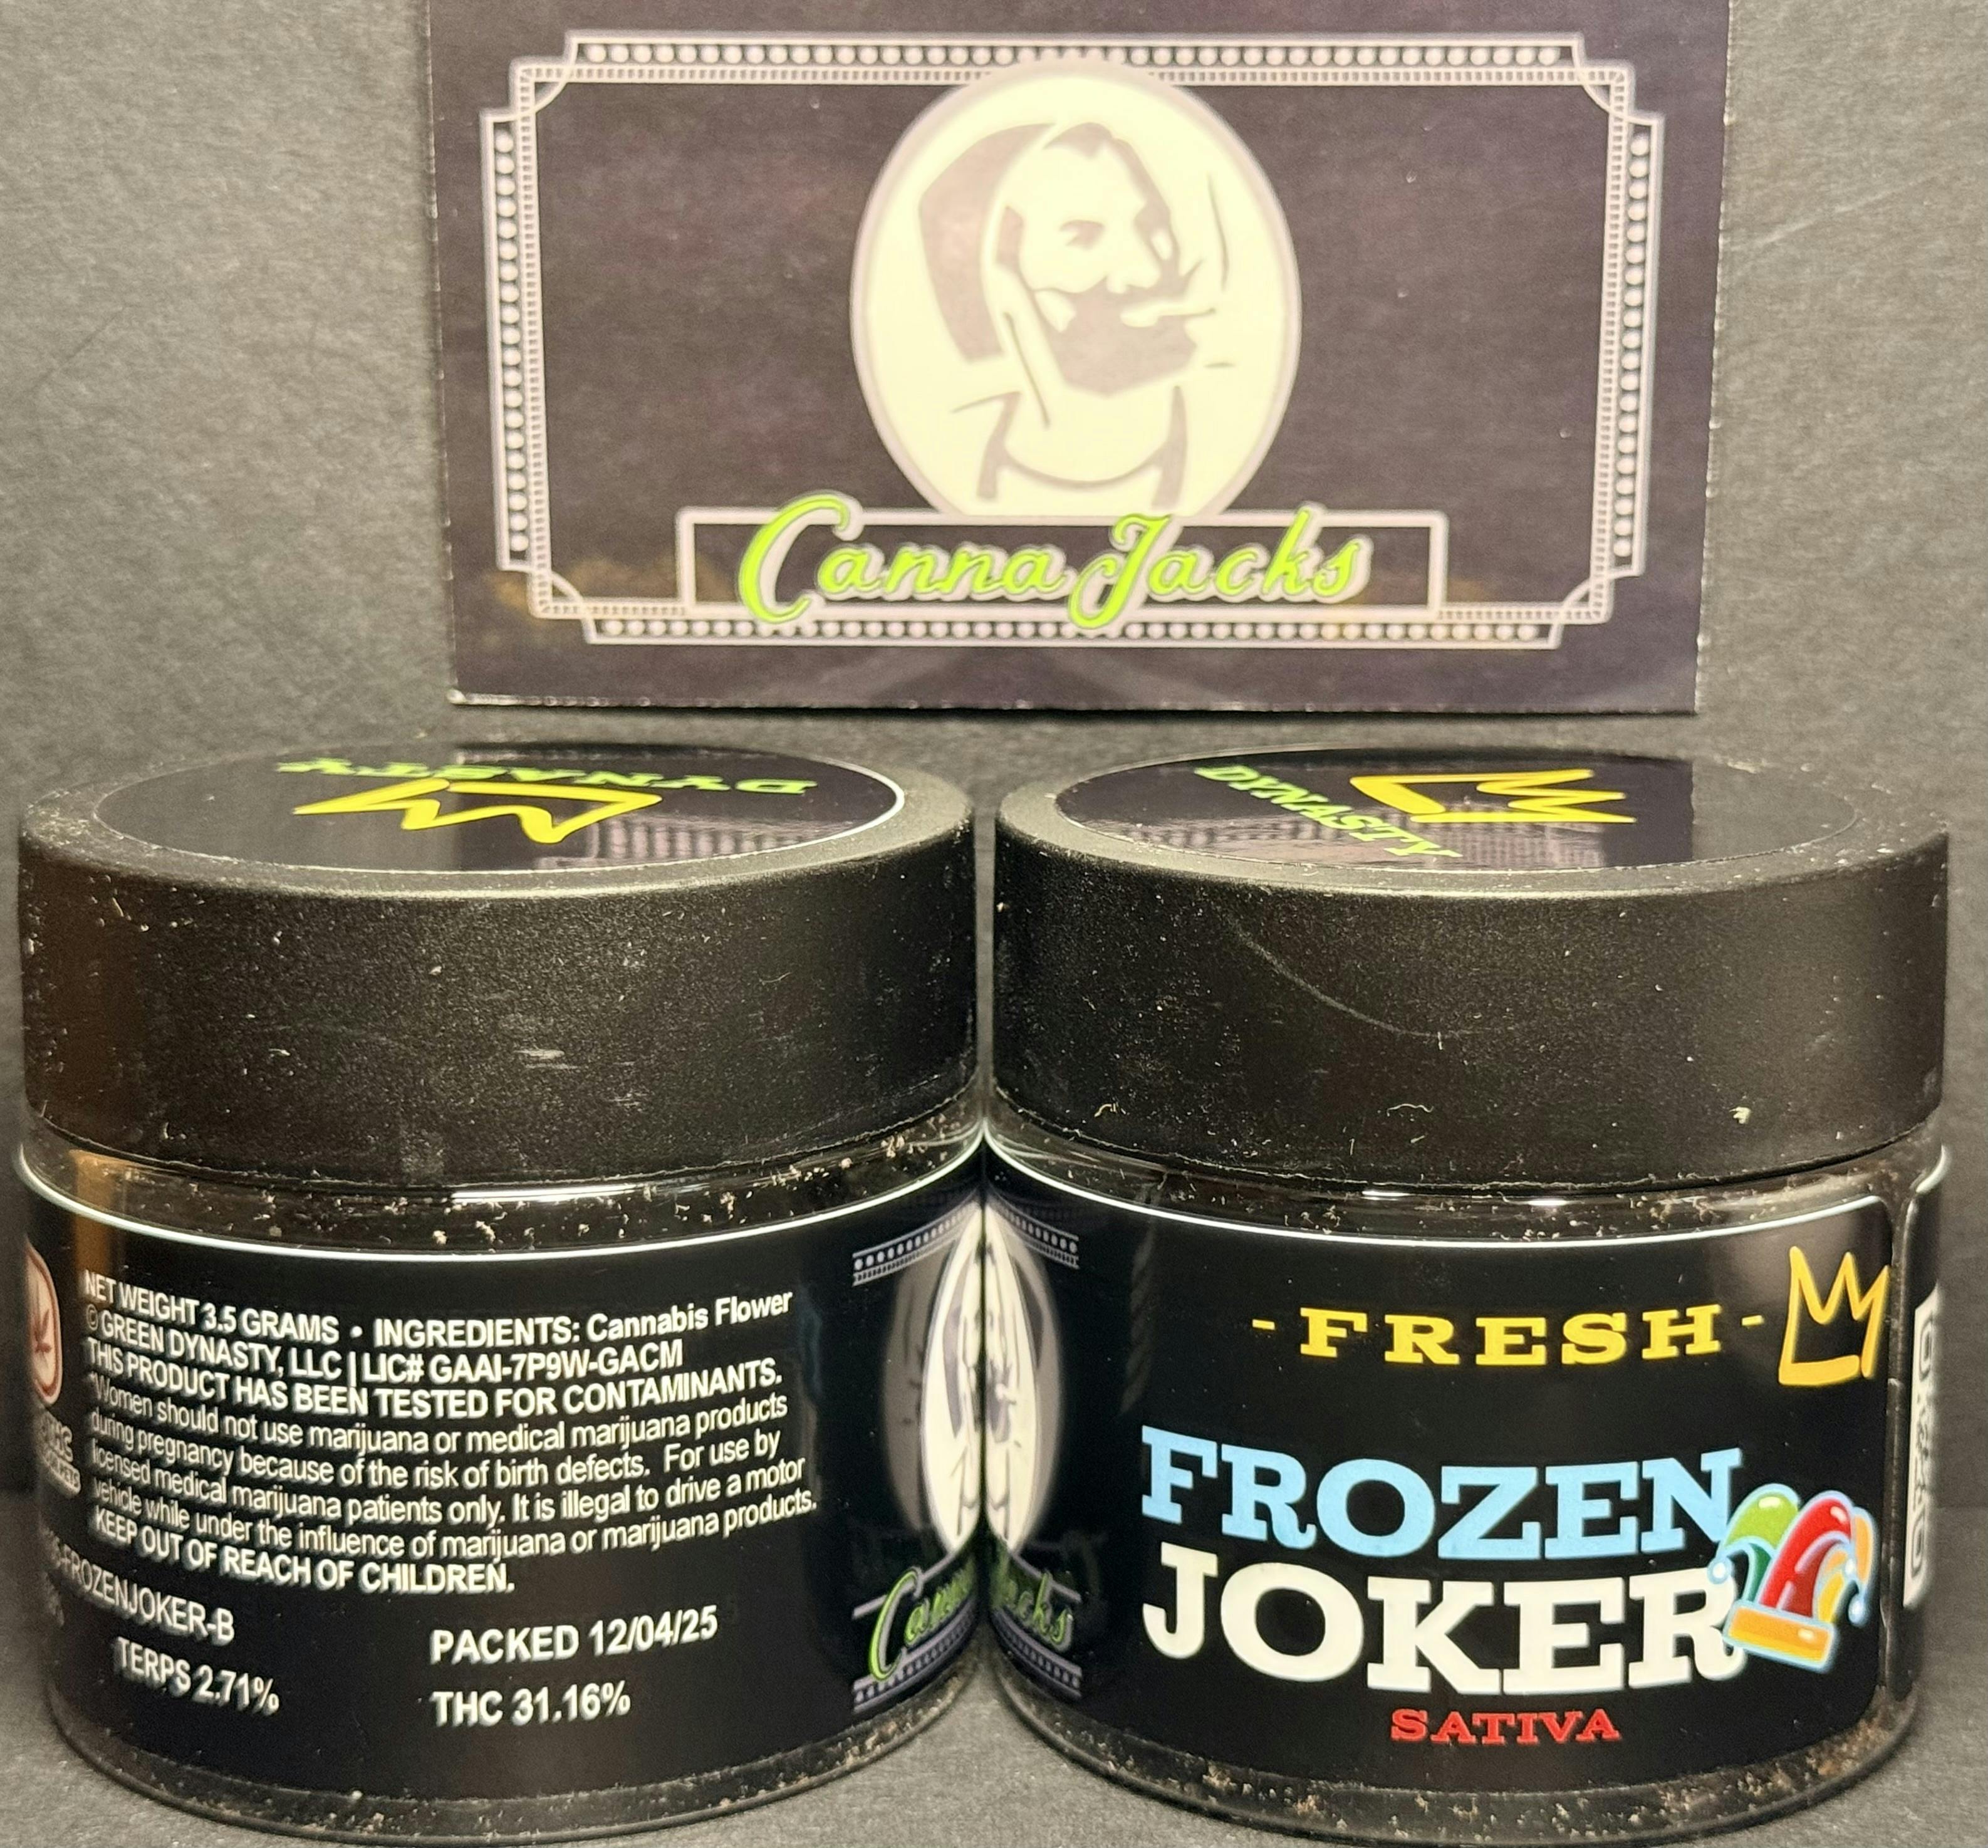 Canna Jacks
DYNASTY
DYNASTY
NET WEIGHT 3.5 GRAMS • INGREDIENTS: Cannabis Flower
© GREEN DYNASTY, LLC | LIC# GAAI-7P9W-GACM
THIS PRODUCT HAS BEEN TESTED FOR CONTAMINANTS.
"Women should not use marijuana or medical marijuana products
during pregnancy because of the risk of birth defects. For use by
licensed medical marijuana patients only. It is illegal to drive a motor
vehicle while under the influence of marijuana or marijuana products.
KEEP OUT OF REACH OF CHILDREN.
FROZENJOKER-B
PACKED 12/04/25
TERPS 2.71%
THC 31.16%
-FRESH-
FROZEN
JOKER
SATIVA